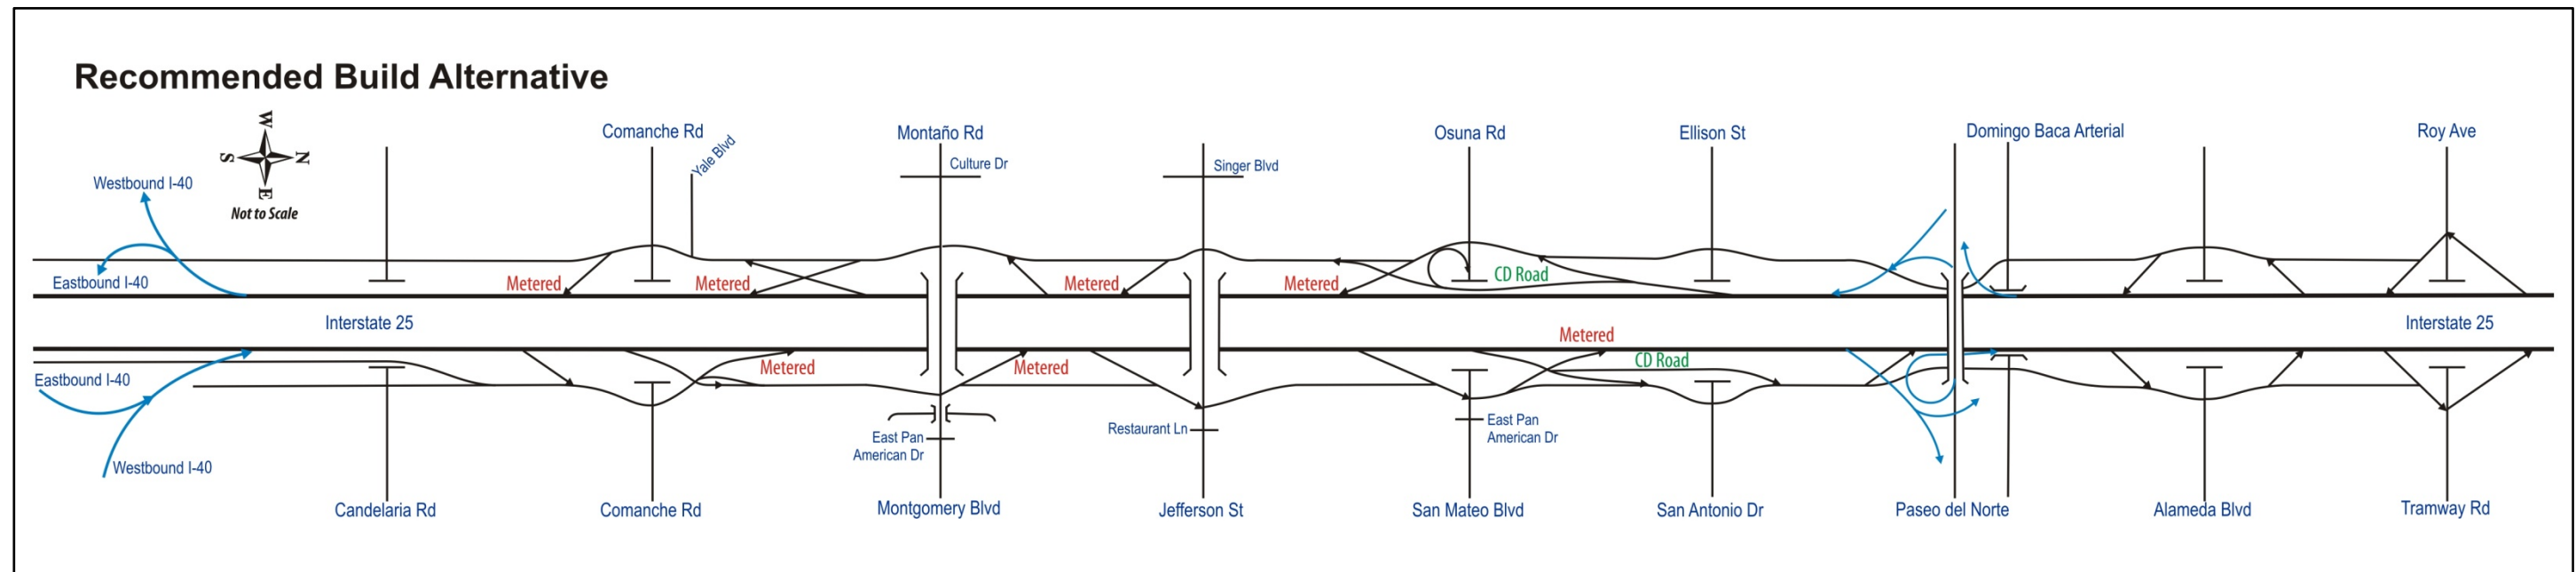 Recommended Build Alternative
W
S
N
E
Not to Scale
Westbound I-40
Eastbound I-40
Comanche Rd
Yale Blvd
Montaño Rd
Culture Dr
Singer Blvd
Osuna Rd
Ellison St
Domingo Baca Arterial
Roy Ave
Metered
Metered
Metered
Metered
CD Road
Interstate 25
Interstate 25
Metered
Metered
Metered
CD Road
Eastbound I-40
Westbound I-40
East Pan
American Dr
Restaurant Ln
East Pan
American Dr
Candelaria Rd
Comanche Rd
Montgomery Blvd
Jefferson St
San Mateo Blvd
San Antonio Dr
Paseo del Norte
Alameda Blvd
Tramway Rd